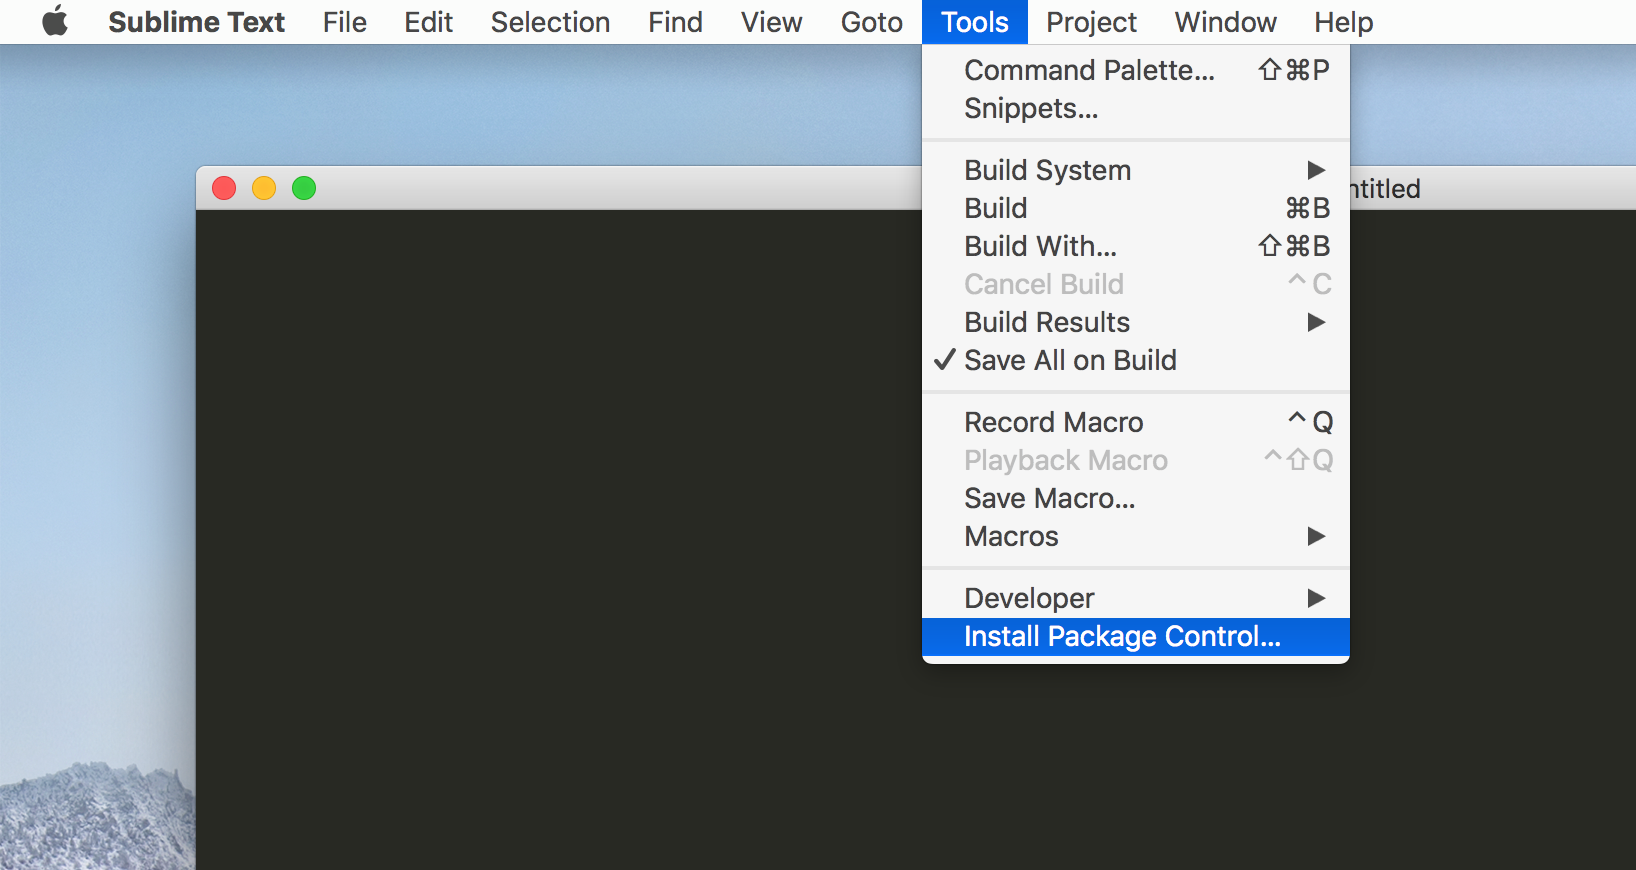 Sublime Text File Edit Selection Find View Goto Tools Project Window Help
Command Palette... ⇧⌘P
Snippets...
ntitled
Build System ▶
Build ⌘B
Build With... ⇧⌘B
Cancel Build ^C
Build Results ▶
✓ Save All on Build
Record Macro ^Q
Playback Macro ^⇧Q
Save Macro...
Macros ▶
Developer ▶
Install Package Control...